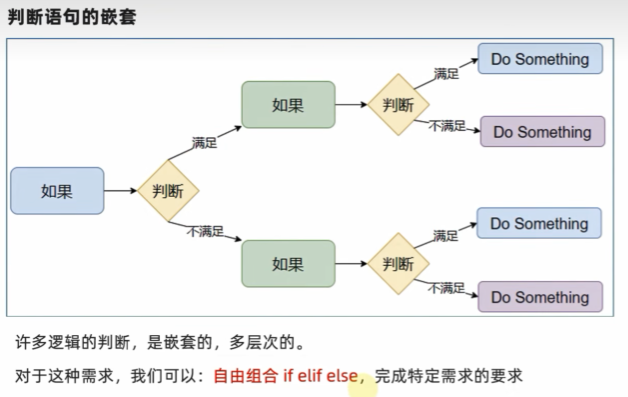 判断语句的嵌套
如果
判断
满足
不满足
如果
判断
满足
Do Something
不满足
Do Something
如果
判断
满足
Do Something
不满足
Do Something
许多逻辑的判断，是嵌套的，多层次的。
对于这种需求，我们可以：自由组合 if elif else，完成特定需求的要求